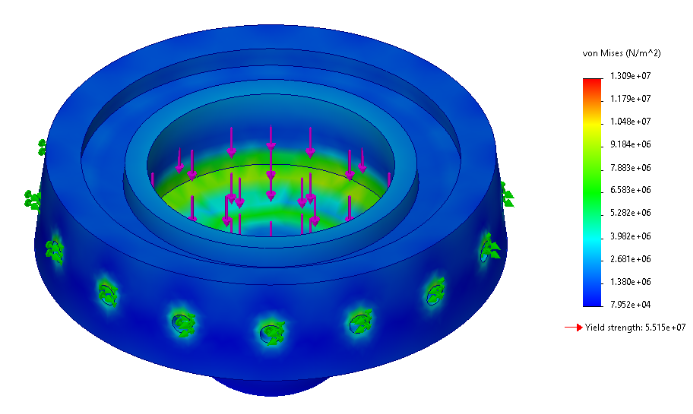 von Mises (N/m^2)
1.309e+07
1.179e+07
1.048e+07
9.184e+06
7.883e+06
6.583e+06
5.282e+06
3.982e+06
2.681e+06
1.380e+06
7.952e+04
Yield strength: 5.515e+07